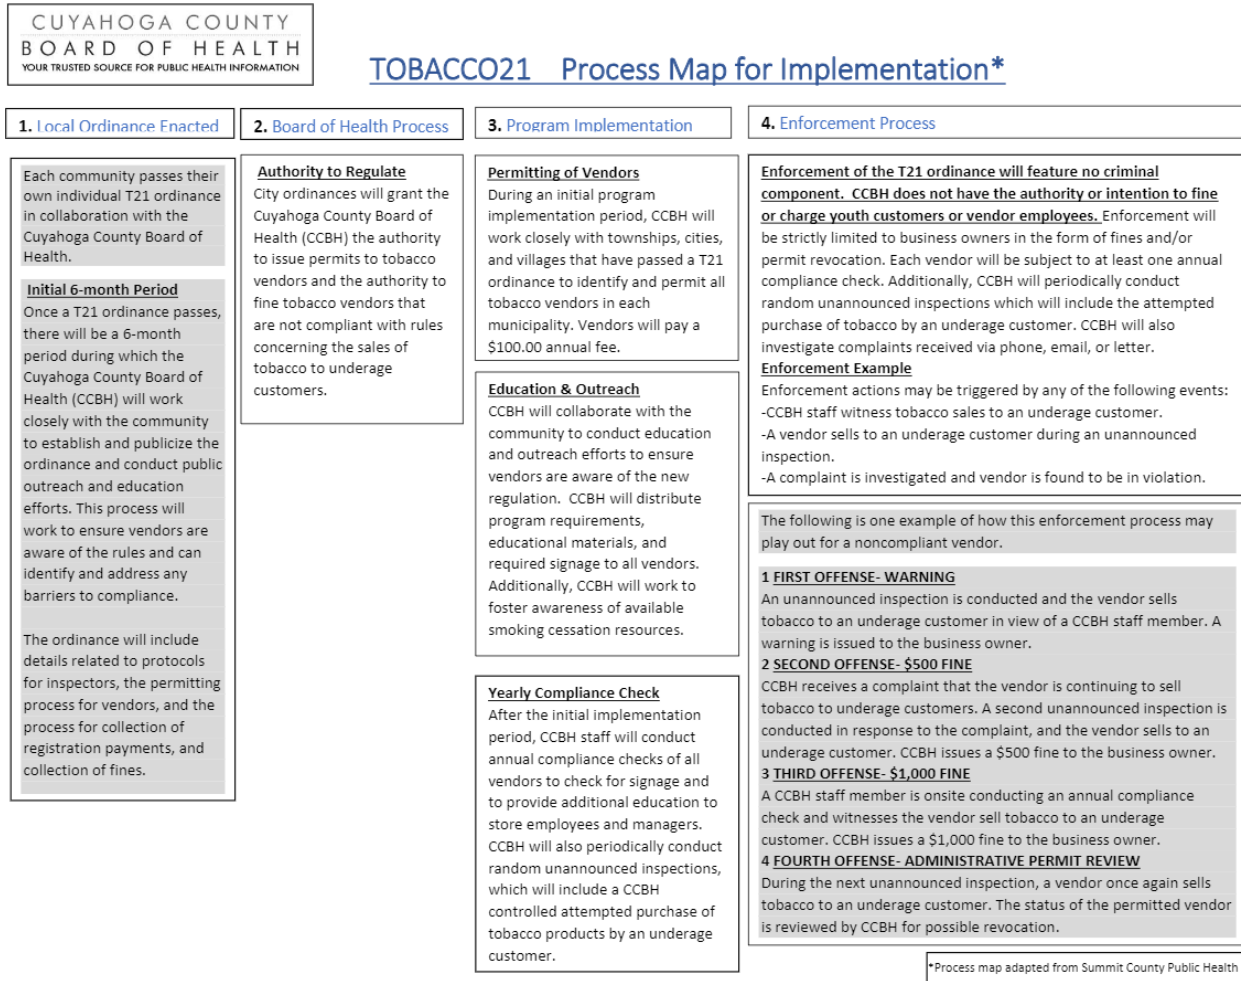 CUYAHOGA COUNTY
BOARD OF HEALTH
YOUR TRUSTED SOURCE FOR PUBLIC HEALTH INFORMATION
TOBACCO21 Process Map for Implementation*
1. Local Ordinance Enacted
Each community passes their
own individual T21 ordinance
in collaboration with the
Cuyahoga County Board of
Health.
Initial 6-month Period
Once a T21 ordinance passes,
there will be a 6-month
period during which the
Cuyahoga County Board of
Health (CCBH) will work
closely with the community
to establish and publicize the
ordinance and conduct public
outreach and education
efforts. This process will
work to ensure vendors are
aware of the rules and can
identify and address any
barriers to compliance.
The ordinance will include
details related to protocols
for inspectors, the permitting
process for vendors, and the
process for collection of
registration payments, and
collection of fines.
2. Board of Health Process
Authority to Regulate
City ordinances will grant the
Cuyahoga County Board of
Health (CCBH) the authority
to issue permits to tobacco
vendors and the authority to
fine tobacco vendors that
are not compliant with rules
concerning the sales of
tobacco to underage
customers.
3. Program Implementation
Permitting of Vendors
During an initial program
implementation period, CCBH will
work closely with townships, cities,
and villages that have passed a T21
ordinance to identify and permit all
tobacco vendors in each
municipality. Vendors will pay a
$100.00 annual fee.
Education & Outreach
CCBH will collaborate with the
community to conduct education
and outreach efforts to ensure
vendors are aware of the new
regulation. CCBH will distribute
program requirements,
educational materials, and
required signage to all vendors.
Additionally, CCBH will work to
foster awareness of available
smoking cessation resources.
Yearly Compliance Check
After the initial implementation
period, CCBH staff will conduct
annual compliance checks of all
vendors to check for signage and
to provide additional education to
store employees and managers.
CCBH will also periodically conduct
random unannounced inspections,
which will include a CCBH
controlled attempted purchase of
tobacco products by an underage
customer.
4. Enforcement Process
Enforcement of the T21 ordinance will feature no criminal
component. CCBH does not have the authority or intention to fine
or charge youth customers or vendor employees. Enforcement will
be strictly limited to business owners in the form of fines and/or
permit revocation. Each vendor will be subject to at least one annual
compliance check. Additionally, CCBH will periodically conduct
random unannounced inspections which will include the attempted
purchase of tobacco by an underage customer. CCBH will also
investigate complaints received via phone, email, or letter.
Enforcement Example
Enforcement actions may be triggered by any of the following events:
-CCBH staff witness tobacco sales to an underage customer.
-A vendor sells to an underage customer during an unannounced
inspection.
-A complaint is investigated and vendor is found to be in violation.
The following is one example of how this enforcement process may
play out for a noncompliant vendor.
1 FIRST OFFENSE- WARNING
An unannounced inspection is conducted and the vendor sells
tobacco to an underage customer in view of a CCBH staff member. A
warning is issued to the business owner.
2 SECOND OFFENSE- $500 FINE
CCBH receives a complaint that the vendor is continuing to sell
tobacco to underage customers. A second unannounced inspection is
conducted in response to the complaint, and the vendor sells to an
underage customer. CCBH issues a $500 fine to the business owner.
3 THIRD OFFENSE- $1,000 FINE
A CCBH staff member is onsite conducting an annual compliance
check and witnesses the vendor sell tobacco to an underage
customer. CCBH issues a $1,000 fine to the business owner.
4 FOURTH OFFENSE- ADMINISTRATIVE PERMIT REVIEW
During the next unannounced inspection, a vendor once again sells
tobacco to an underage customer. The status of the permitted vendor
is reviewed by CCBH for possible revocation.
*Process map adapted from Summit County Public Health